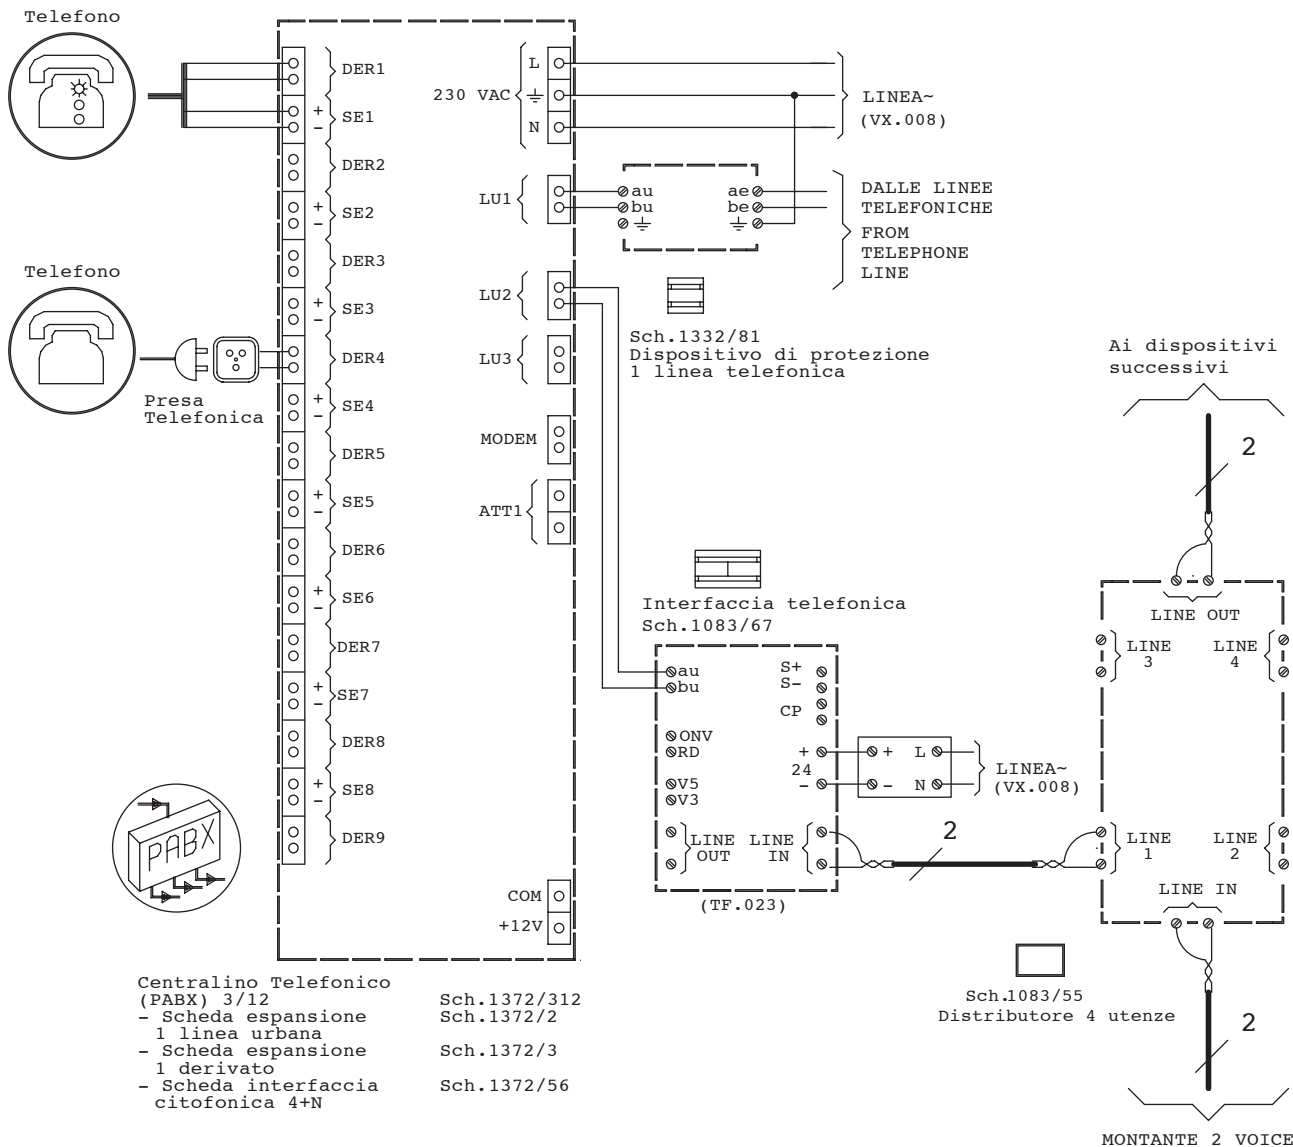 Telefono
DER1
+
SE1
-
DER2
+
SE2
-
DER3
Telefono
+
SE3
-
DER4
Presa
Telefonica
+
SE4
-
DER5
+
SE5
-
DER6
+
SE6
-
DER7
+
SE7
-
DER8
+
SE8
-
DER9
PABX
230 VAC
L
N
LINEA~
(VX.008)
LU1
au
bu
ae
be
DALLE LINEE
TELEFONICHE
FROM
TELEPHONE
LINE
LU2
LU3
MODEM
ATT1
COM
+12V
Sch.1332/81
Dispositivo di protezione
1 linea telefonica
Interfaccia telefonica
Sch.1083/67
au
bu
S+
S-
CP
ONV
RD
+
24
-
V5
V3
LINE
OUT
LINE
IN
(TF.023)
+
L
-
N
LINEA~
(VX.008)
2
Ai dispositivi
successivi
2
LINE OUT
LINE
3
LINE
4
LINE
1
LINE
2
LINE IN
Sch.1083/55
Distributore 4 utenze
2
MONTANTE 2 VOICE
Centralino Telefonico
(PABX) 3/12 Sch.1372/312
- Scheda espansione Sch.1372/2
1 linea urbana
- Scheda espansione Sch.1372/3
1 derivato
- Scheda interfaccia Sch.1372/56
citofonica 4+N